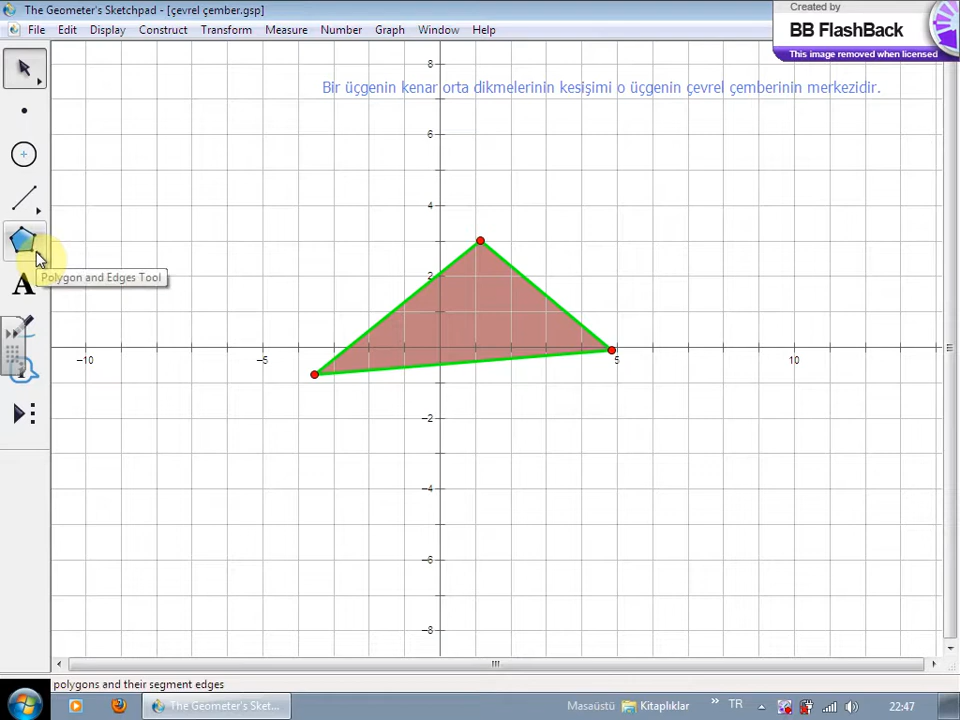 The Geometer's Sketchpad - [çevrel çember.gsp]
Created by
BB FlashBack
This image removed when licensed
File Edit Display Construct Transform Measure Number Graph Window Help
Bir üçgenin kenar orta dikmelerinin kesişimi o üçgenin çevrel çemberinin merkezidir.
8
6
4
2
Polygon and Edges Tool
A
-10 -5 5 10
-2
-4
-6
-8
polygons and their segment edges
The Geometer's Sket...
Masaüstü
Kitaplıklar
TR
22:47